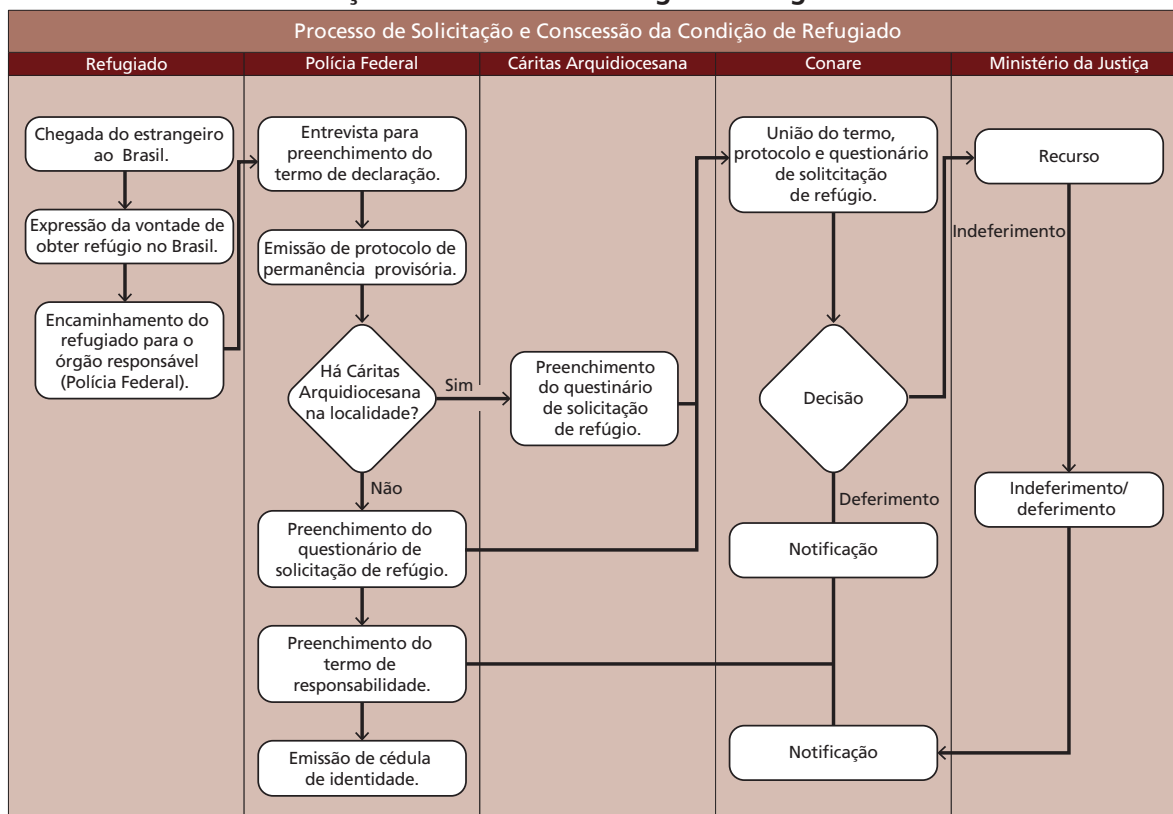 Processo de Solicitação e Conscessão da Condição de Refugiado
Refugiado
Polícia Federal
Cáritas Arquidiocesana
Conare
Ministério da Justiça
Chegada do estrangeiro
ao Brasil.
Expressão da vontade de
obter refúgio no Brasil.
Encaminhamento do
refugiado para o
órgão responsável
(Polícia Federal).
Entrevista para
preenchimento do
termo de declaração.
Emissão de protocolo de
permanência provisória.
Há Cáritas
Arquidiocesana
na localidade?
Sim
Não
Preenchimento do
questionário de
solicitação de refúgio.
Preenchimento do
termo de
responsabilidade.
Emissão de cédula
de identidade.
Preenchimento
do questinário
de solicitação
de refúgio.
União do termo,
protocolo e questionário
de solitcitação
de refúgio.
Decisão
Indeferimento
Deferimento
Notificação
Notificação
Recurso
Indeferimento/
deferimento